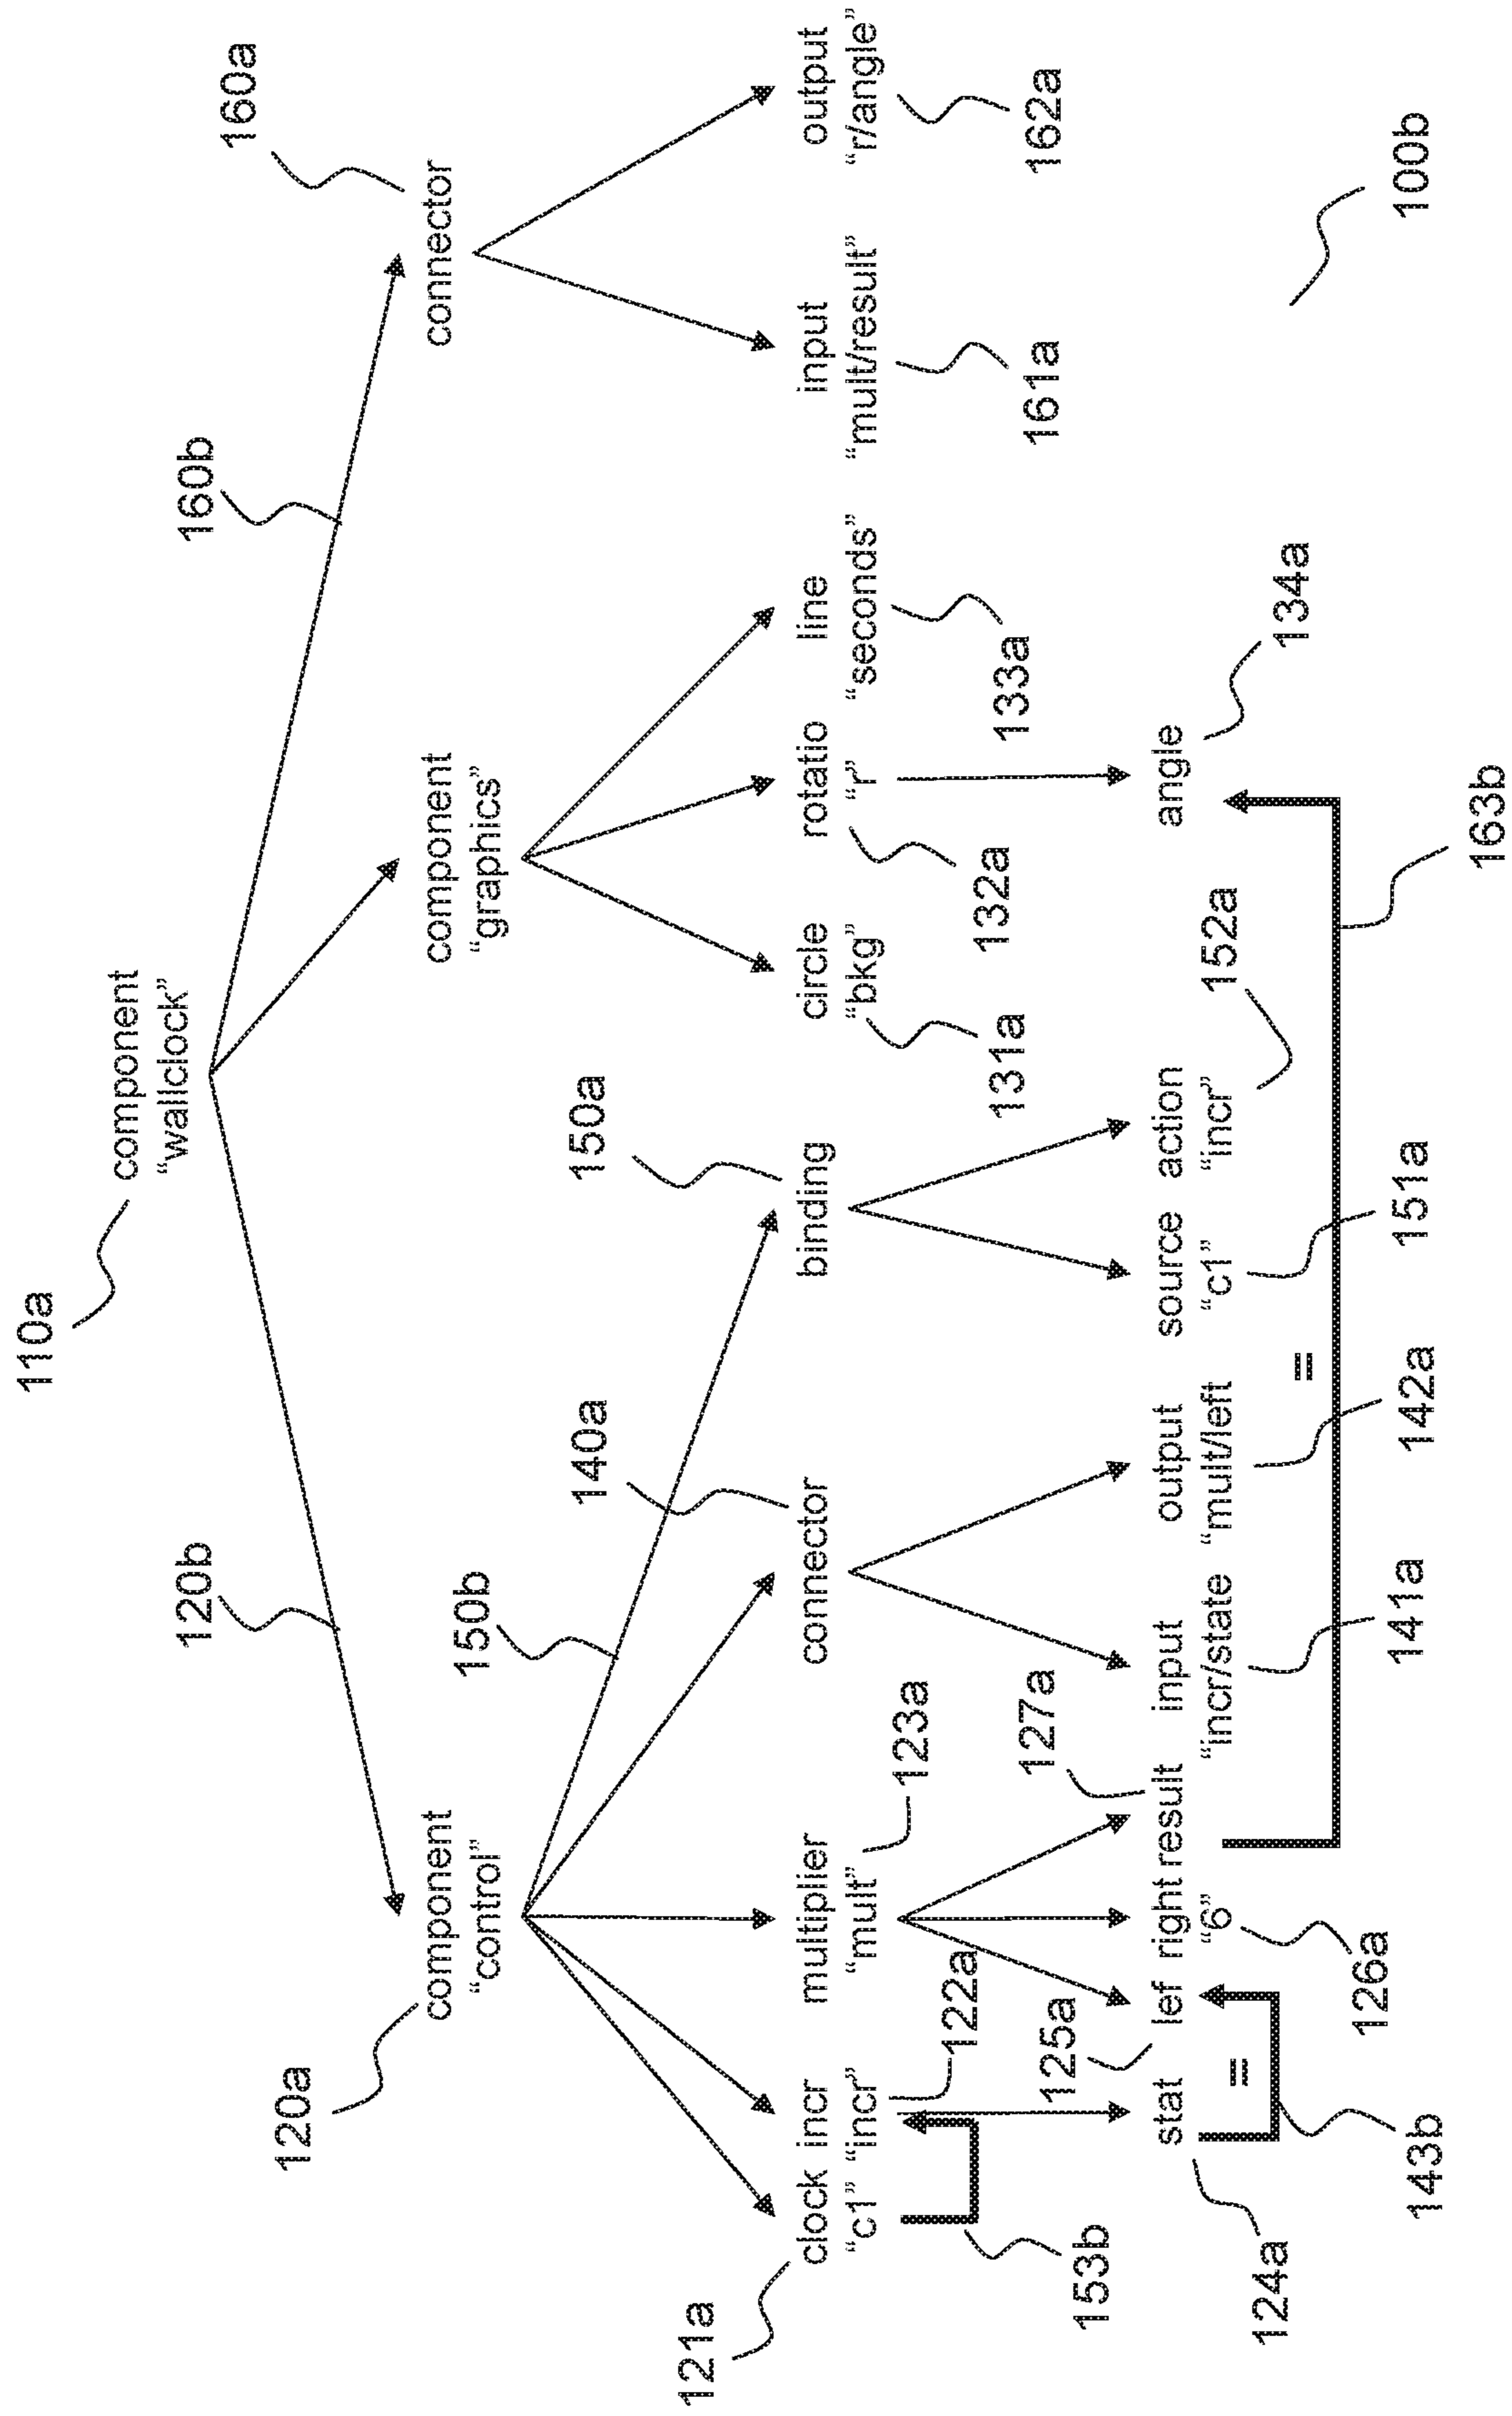 110a
component
“wallclock”
120b
160b
160a
120a
component
“control”
150b
component
“graphics”
connector
140a
150a
121a
clock
“c1”
incr
“incr”
multiplier
“mult”
connector
binding
circle
“bkg”
rotatio
“r”
line
“seconds”
input
“mult/result”
output
“r/angle”
122a
123a
131a
132a
133a
161a
162a
153b
125a
127a
stat
lef
right
“6”
result
input
“incr/state
output
“mult/left
source
“c1”
action
“incr”
152a
angle
134a
=
=
124a
143b
126a
141a
142a
151a
163b
100b